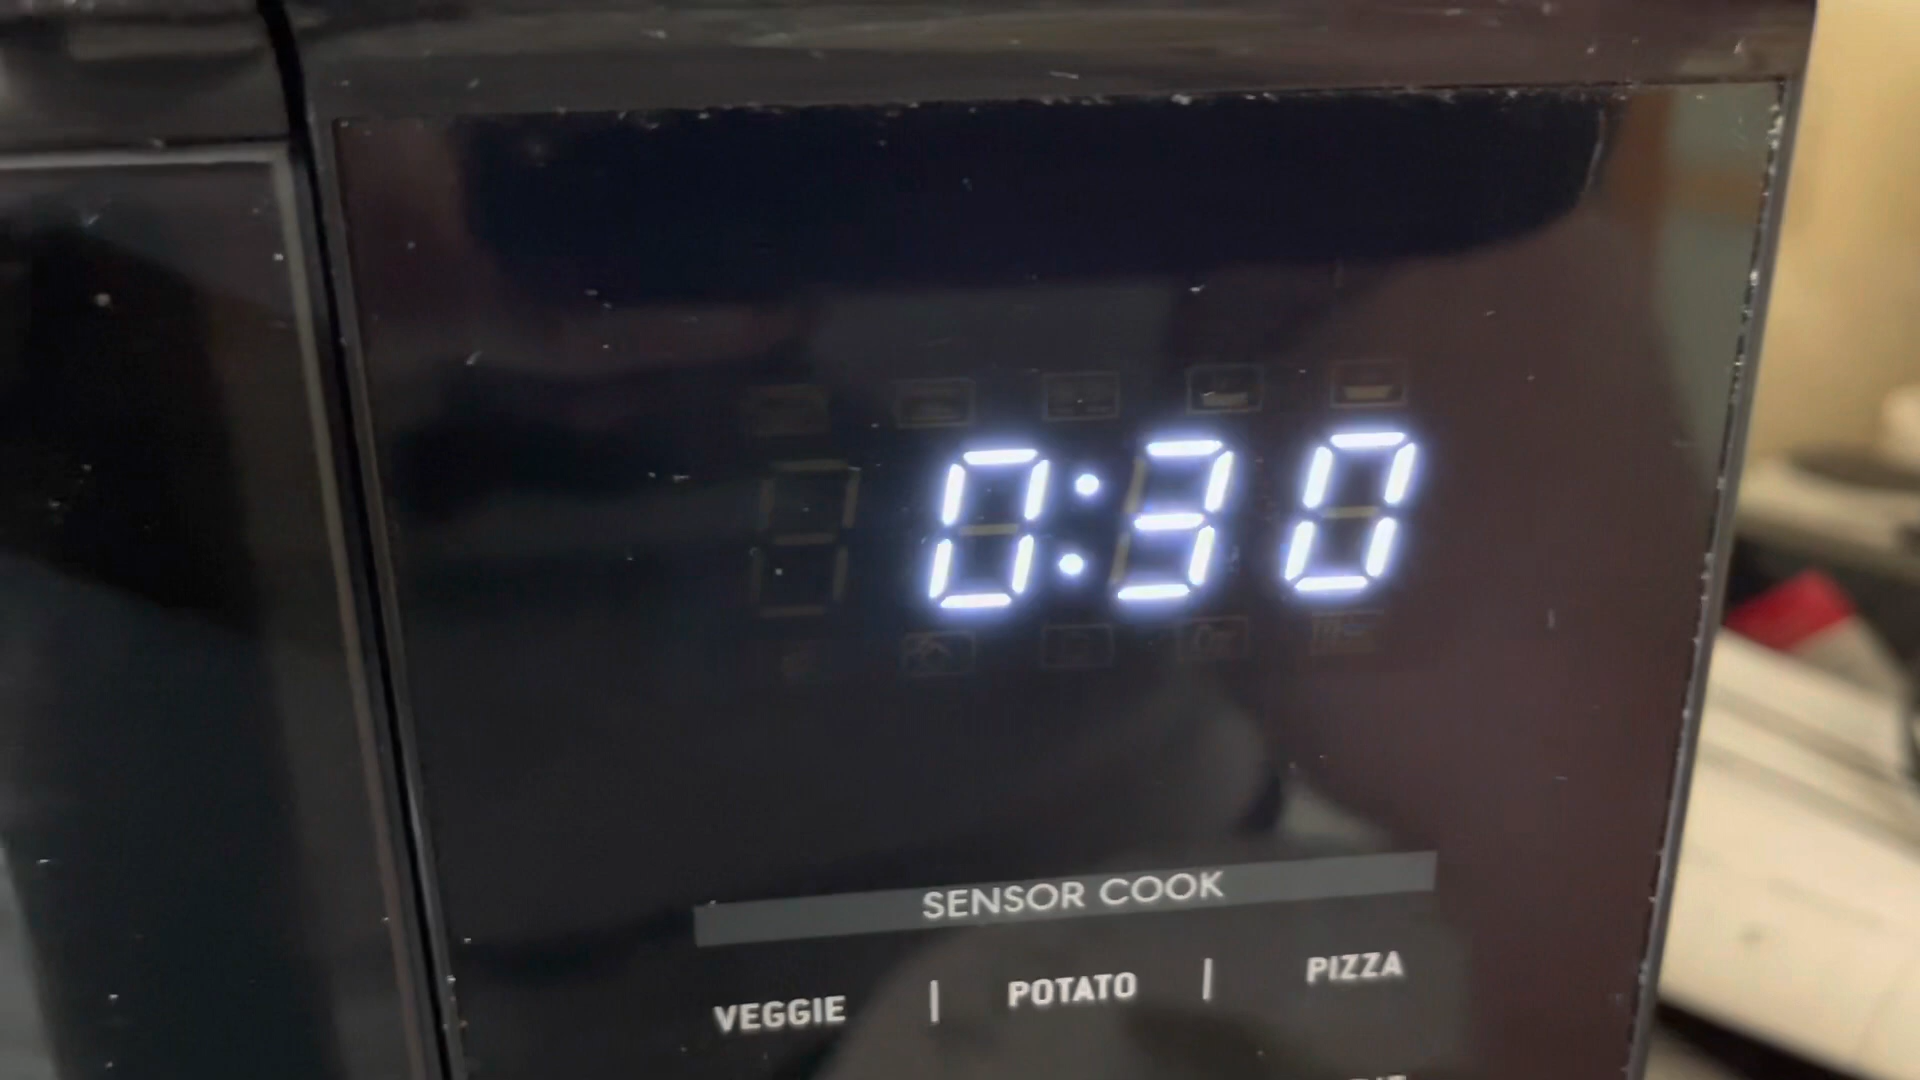 0:30
SENSOR COOK
VEGGIE | POTATO | PIZZA